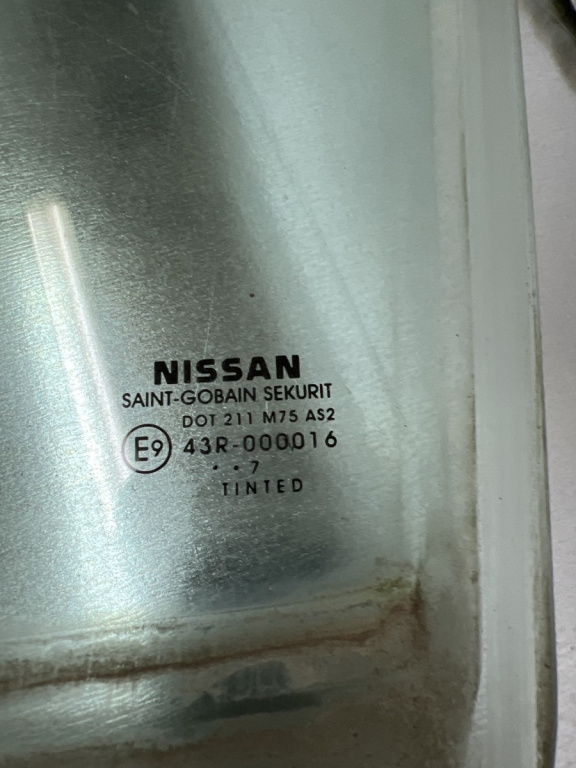 NISSAN
SAINT-GOBAIN SEKURIT
DOT 211 M75 AS2
E9 43R-000016
. . 7
TINTED